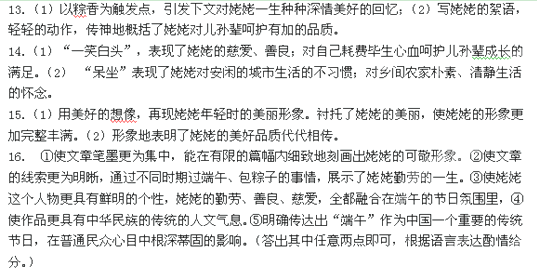 13.（1）以粽香为触发点，引发下文对姥姥一生种种深情美好的回忆；（2）写姥姥的絮语，
轻轻的动作，传神地概括了姥姥对儿孙辈呵护有加的品质。
14.（1）“一笑白头”，表现了姥姥的慈爱、善良；对自己耗费毕生心血呵护儿孙辈成长的
满足。（2） “呆坐”表现了姥姥对安闲的城市生活的不习惯；对乡间农家朴素、清静生活
的怀念。
15.（1）用美好的想像，再现姥姥年轻时的美丽形象。衬托了姥姥的美丽，使姥姥的形象更
加完整丰满。（2）形象地表明了姥姥的美好品质代代相传。
16. ①使文章笔墨更为集中，能在有限的篇幅内细致地刻画出姥姥的可敬形象。②使文章
的线索更为明晰，通过不同时期过端午、包粽子的事情，展示了姥姥勤劳的一生。③使姥姥
这个人物更具有鲜明的个性，姥姥的勤劳、善良、慈爱，全都融合在端午的节日氛围里，④
使作品更具有中华民族的传统的人文气息。⑤明确传达出“端午”作为中国一个重要的传统
节日，在普通民众心目中根深蒂固的影响。（答出其中任意两点即可，根据语言表达酌情给
分。）